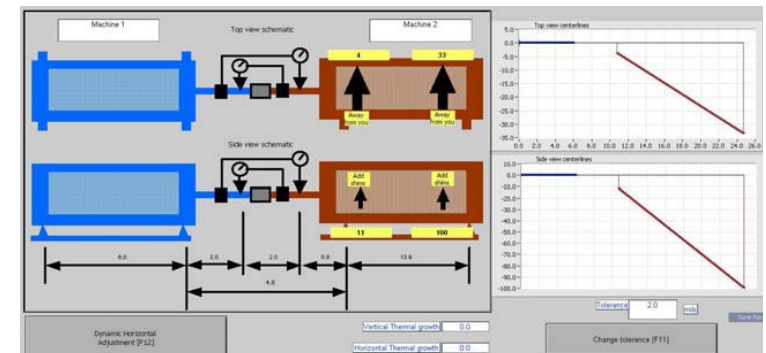 Machine 1
Machine 2
Top view schematic
4
33
Away from you
Away from you
Side view schematic
Add shims
Add shims
11
100
6.0
2.0
2.0
0.8
13.8
4.8
Dynamic Horizontal Adjustment [F12]
Vertical Thermal growth 0.0
Horizontal Thermal growth 0.0
Top view centerlines
5.0
0.0
-5.0
-10.0
-15.0
-20.0
-25.0
-30.0
-35.0
0.0 2.0 4.0 6.0 8.0 10.0 12.0 14.0 16.0 18.0 20.0 22.0 24.0 26.0
Side view centerlines
10.0
0.0
-10.0
-20.0
-30.0
-40.0
-50.0
-60.0
-70.0
-80.0
-90.0
-100.0
Tolerance 2.0 mils
Change tolerance (F11)